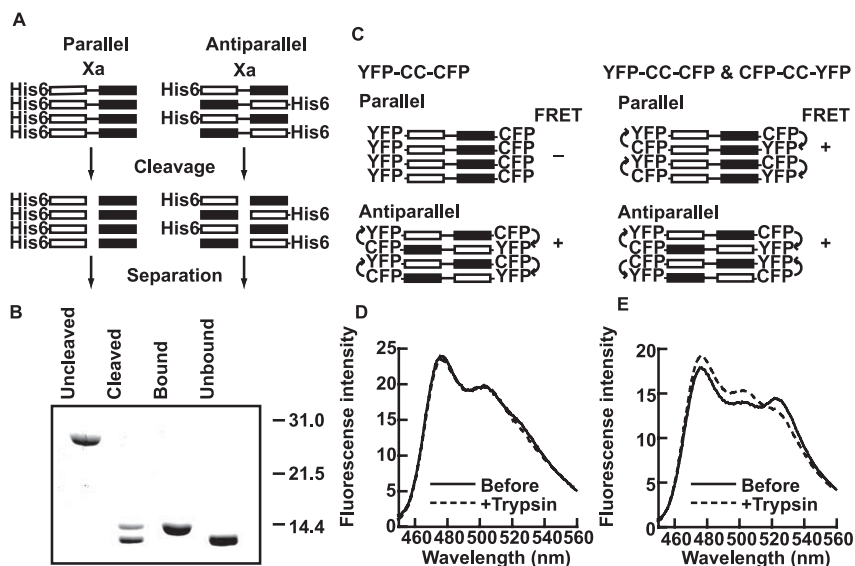 A
Parallel
Antiparallel
Xa
Xa
His6
His6
His6
His6
His6
His6
His6
His6
Cleavage
His6
His6
His6
His6
His6
His6
His6
His6
Separation
B
Uncleaved
Cleaved
Bound
Unbound
31.0
21.5
14.4
C
YFP-CC-CFP
Parallel
FRET
YFP CFP
YFP CFP
YFP CFP
YFP CFP
–
Antiparallel
YFP CFP
CFP YFP
YFP CFP
CFP YFP
+
YFP-CC-CFP & CFP-CC-YFP
Parallel
FRET
YFP CFP
CFP YFP
YFP CFP
CFP YFP
+
Antiparallel
YFP CFP
CFP YFP
CFP YFP
YFP CFP
+
D
Fluorescense intensity
25
20
15
10
5
0
Before
+Trypsin
460 480 500 520 540 560
Wavelength (nm)
E
Fluorescense intensity
20
15
10
5
0
Before
+Trypsin
460 480 500 520 540 560
Wavelength (nm)